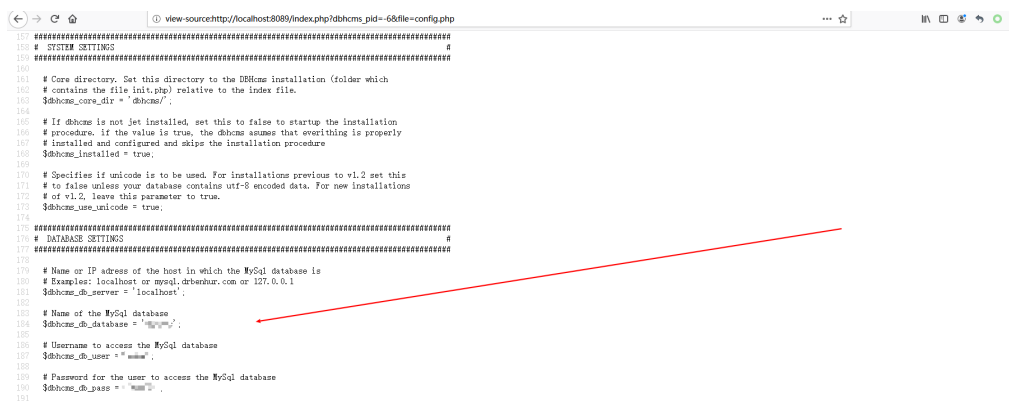 view-source:http://localhost:8089/index.php?dbhcms_pid=-6&file=config.php
157 ################################################################################
158 # SYSTEM SETTINGS #
159 ################################################################################
160
161 # Core directory. Set this directory to the DBHcms installation (folder which
162 # contains the file init.php) relative to the index file.
163 $dbhcms_core_dir = 'dbhcms/';
164
165 # If dbhcms is not jet installed, set this to false to startup the installation
166 # procedure. if the value is true, the dbhcms asumes that everithing is properly
167 # installed and configured and skips the installation procedure
168 $dbhcms_installed = true;
169
170 # Specifies if unicode is to be used. For installations previous to v1.2 set this
171 # to false unless your database contains utf-8 encoded data. For new installations
172 # of v1.2, leave this parameter to true.
173 $dbhcms_use_unicode = true;
174
175 ################################################################################
176 # DATABASE SETTINGS #
177 ################################################################################
178
179 # Name or IP adress of the host in which the MySql database is
180 # Examples: localhost or mysql.drbenhur.com or 127.0.0.1
181 $dbhcms_db_server = 'localhost';
182
183 # Name of the MySql database
184 $dbhcms_db_database = ' ';
185
186 # Username to access the MySql database
187 $dbhcms_db_user = ' ';
188
189 # Password for the user to access the MySql database
190 $dbhcms_db_pass = ' ';
191